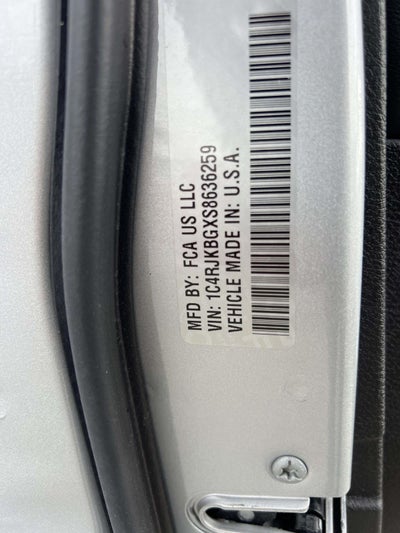 MFD BY: FCA US LLC
VIN: 1C4RJKBGXS8636259
VEHICLE MADE IN: U.S.A.